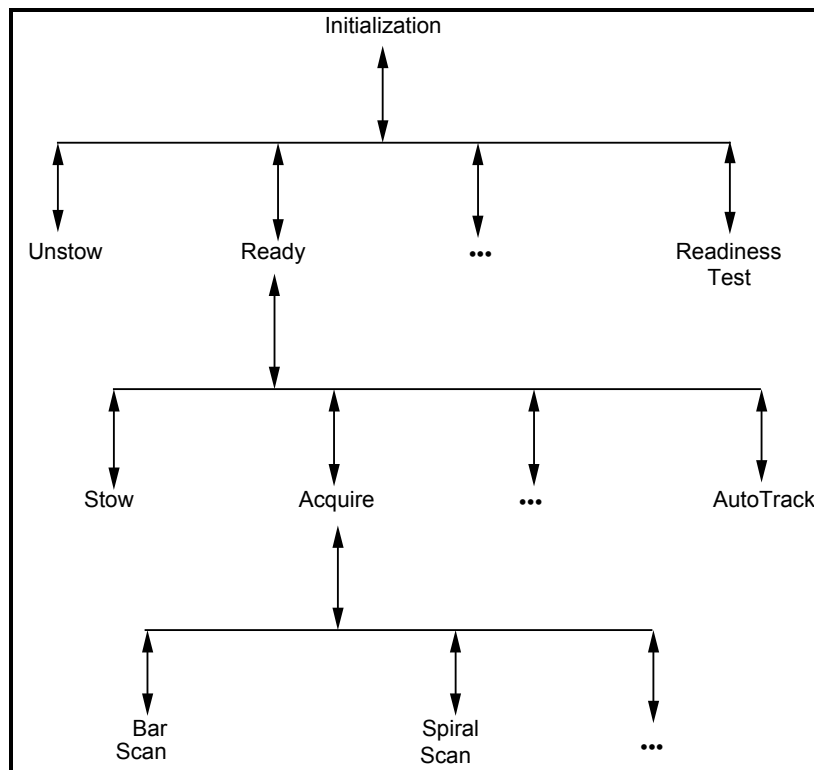 Initialization
Unstow
Ready
...
Readiness
Test
Stow
Acquire
...
AutoTrack
Bar
Scan
Spiral
Scan
...